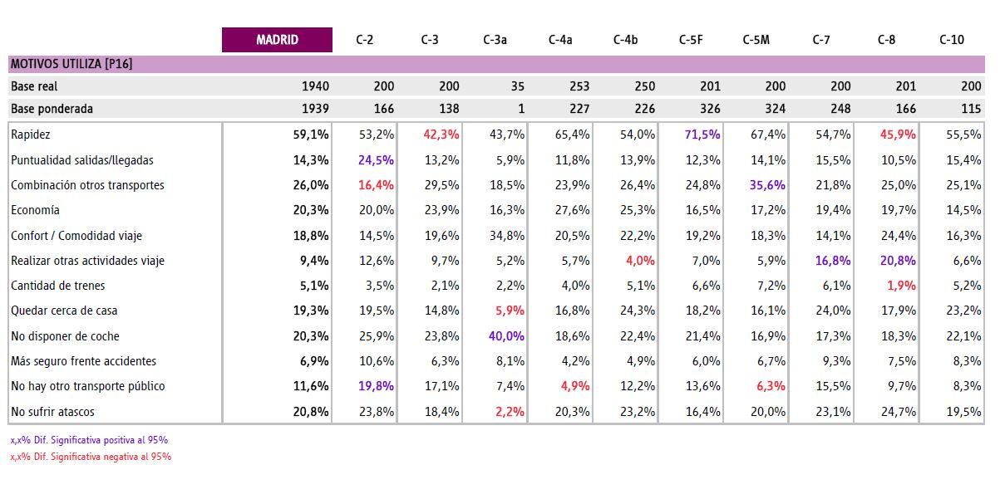 MADRID C-2 C-3 C-3a C-4a C-4b C-5F C-5M C-7 C-8 C-10
MOTIVOS UTILIZA [P16]
Base real 1940 200 200 35 253 250 201 200 200 201 200
Base ponderada 1939 166 138 1 227 226 326 324 248 166 115
Rapidez 59,1% 53,2% 42,3% 43,7% 65,4% 54,0% 71,5% 67,4% 54,7% 45,9% 55,5%
Puntualidad salidas/llegadas 14,3% 24,5% 13,2% 5,9% 11,8% 13,9% 12,3% 14,1% 15,5% 10,5% 15,4%
Combinación otros transportes 26,0% 16,4% 29,5% 18,5% 23,9% 26,4% 24,8% 35,6% 21,8% 25,0% 25,1%
Economía 20,3% 20,0% 23,9% 16,3% 27,6% 25,3% 16,5% 17,2% 19,4% 19,7% 14,5%
Confort / Comodidad viaje 18,8% 14,5% 19,6% 34,8% 20,5% 22,2% 19,2% 18,3% 14,1% 24,4% 16,3%
Realizar otras actividades viaje 9,4% 12,6% 9,7% 5,2% 5,7% 4,0% 7,0% 5,9% 16,8% 20,8% 6,6%
Cantidad de trenes 5,1% 3,5% 2,1% 2,2% 4,0% 5,1% 6,6% 7,2% 6,1% 1,9% 5,2%
Quedar cerca de casa 19,3% 19,5% 14,8% 5,9% 16,8% 24,3% 18,2% 16,1% 24,0% 17,9% 23,2%
No disponer de coche 20,3% 25,9% 23,8% 40,0% 18,6% 22,4% 21,4% 16,9% 17,3% 18,3% 22,1%
Más seguro frente accidentes 6,9% 10,6% 6,3% 8,1% 4,2% 4,9% 6,0% 6,7% 9,3% 7,5% 8,3%
No hay otro transporte público 11,6% 19,8% 17,1% 7,4% 4,9% 12,2% 13,6% 6,3% 15,5% 9,7% 8,3%
No sufrir atascos 20,8% 23,8% 18,4% 2,2% 20,3% 23,2% 16,4% 20,0% 23,1% 24,7% 19,5%
x,x% Dif. Significativa positiva al 95%
x,x% Dif. Significativa negativa al 95%